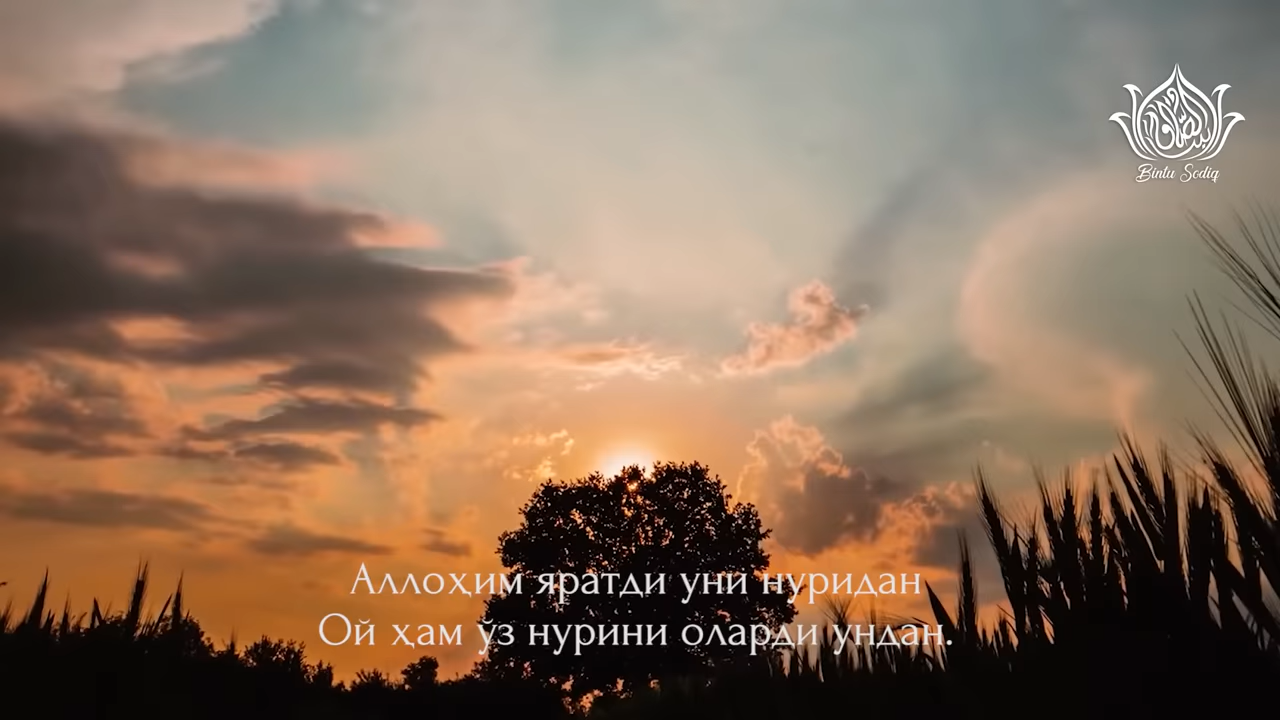 Bintu Sodiq
Аллоҳим яратди уни нуридан
Ой ҳам ўз нурини оларди ундан.